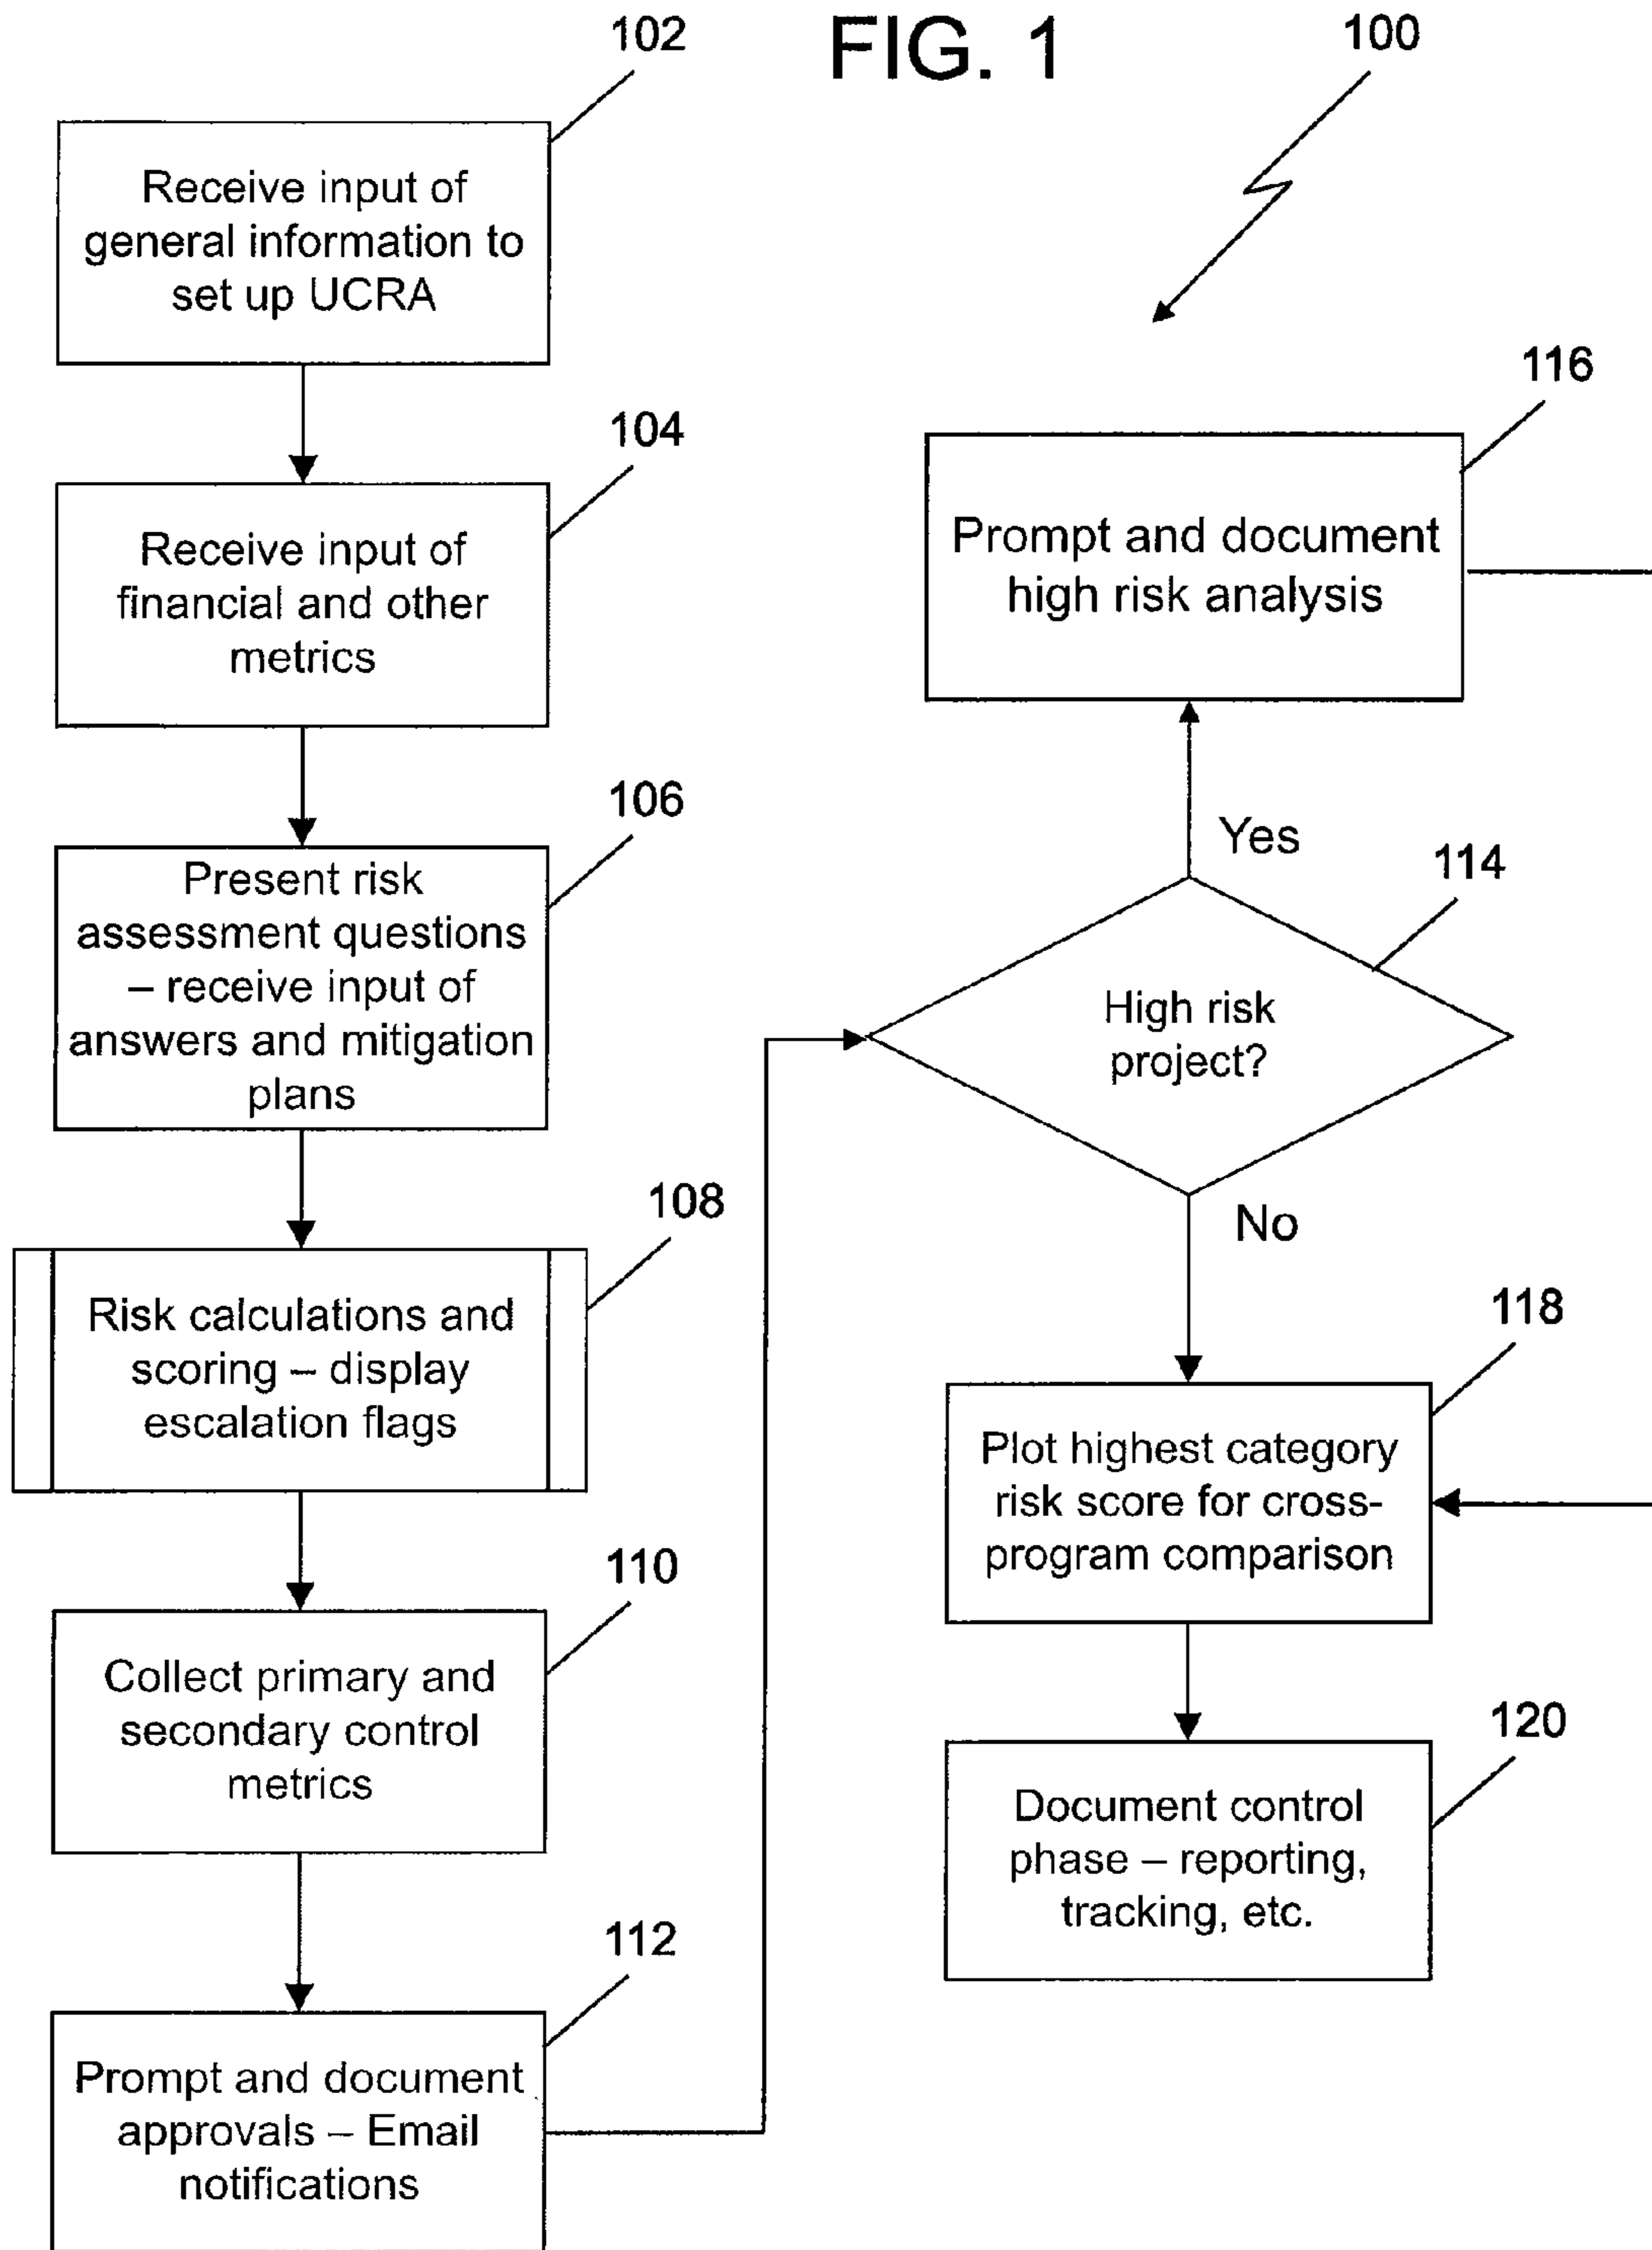 FIG. 1
100
102
Receive input of
general information to
set up UCRA
104
Receive input of
financial and other
metrics
106
Present risk
assessment questions
– receive input of
answers and mitigation
plans
108
Risk calculations and
scoring – display
escalation flags
110
Collect primary and
secondary control
metrics
112
Prompt and document
approvals – Email
notifications
114
High risk
project?
Yes
116
Prompt and document
high risk analysis
No
118
Plot highest category
risk score for cross-
program comparison
120
Document control
phase – reporting,
tracking, etc.